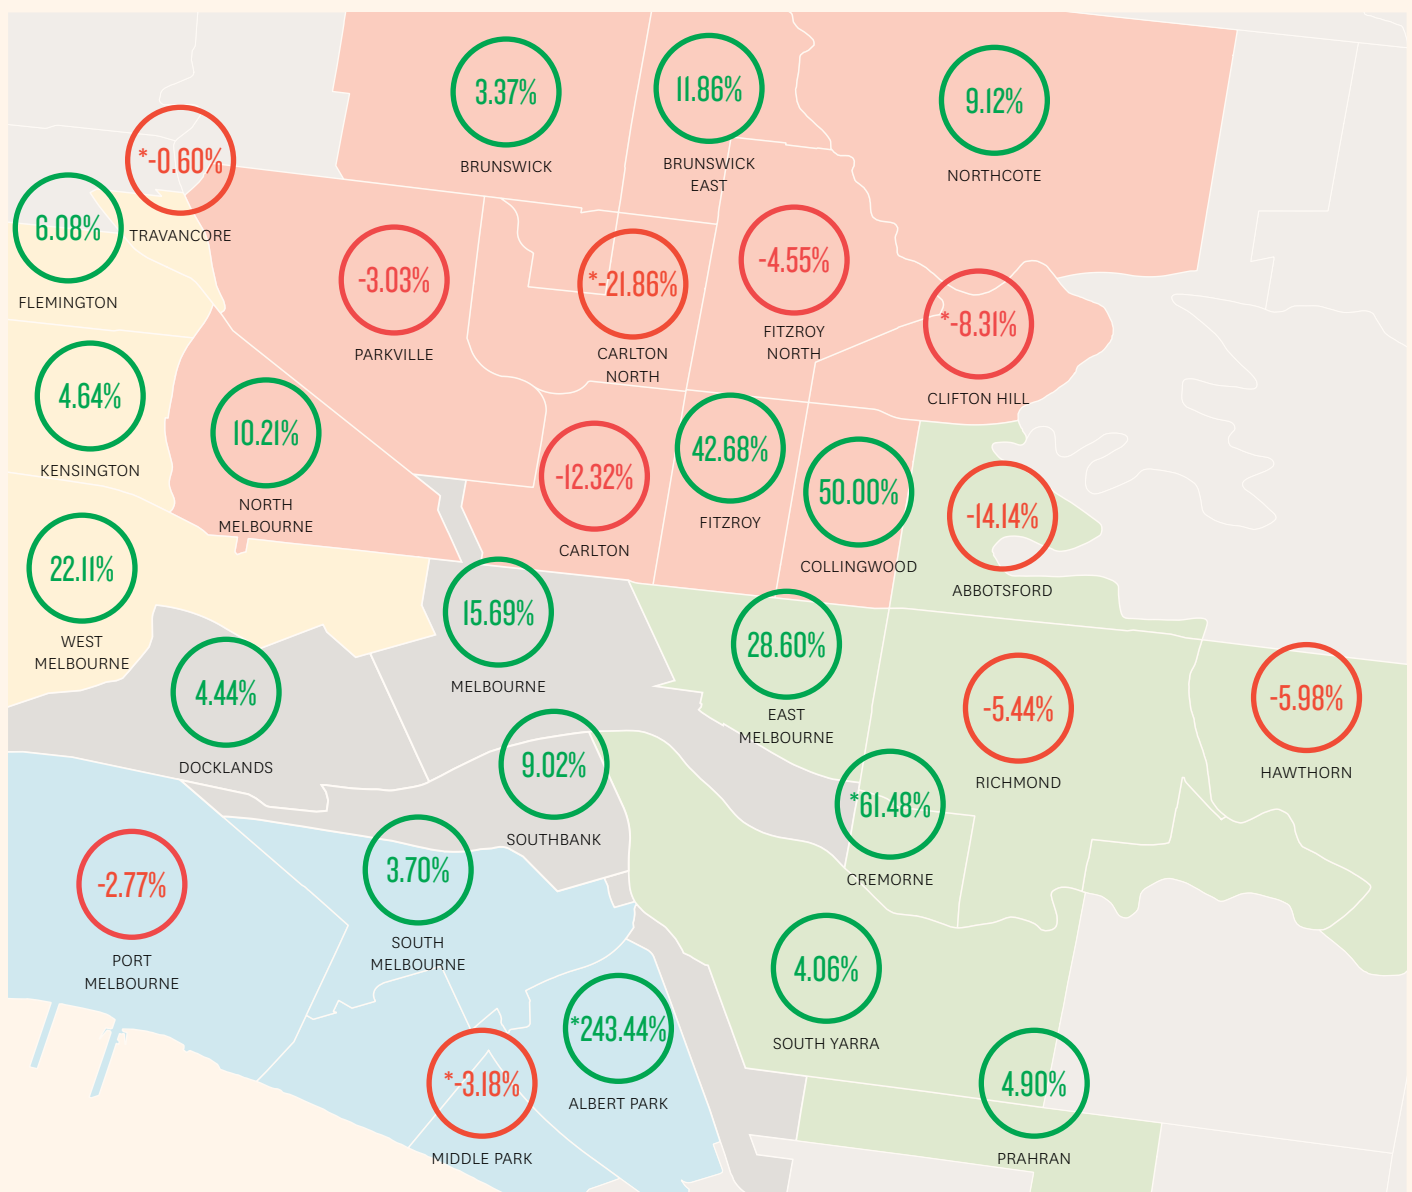 3.37%
BRUNSWICK
11.86%
BRUNSWICK
EAST
9.12%
NORTHCOTE
*-0.60%
TRAVANCORE
6.08%
FLEMINGTON
-3.03%
PARKVILLE
*-21.86%
CARLTON
NORTH
-4.55%
FITZROY
NORTH
*-8.31%
CLIFTON HILL
4.64%
KENSINGTON
10.21%
NORTH
MELBOURNE
-12.32%
CARLTON
42.68%
FITZROY
50.00%
COLLINGWOOD
-14.14%
ABBOTSFORD
22.11%
WEST
MELBOURNE
15.69%
MELBOURNE
28.60%
EAST
MELBOURNE
4.44%
DOCKLANDS
9.02%
SOUTHBANK
-5.44%
RICHMOND
-5.98%
HAWTHORN
*61.48%
CREMORNE
-2.77%
PORT
MELBOURNE
3.70%
SOUTH
MELBOURNE
4.06%
SOUTH YARRA
*243.44%
ALBERT PARK
*-3.18%
MIDDLE PARK
4.90%
PRAHRAN